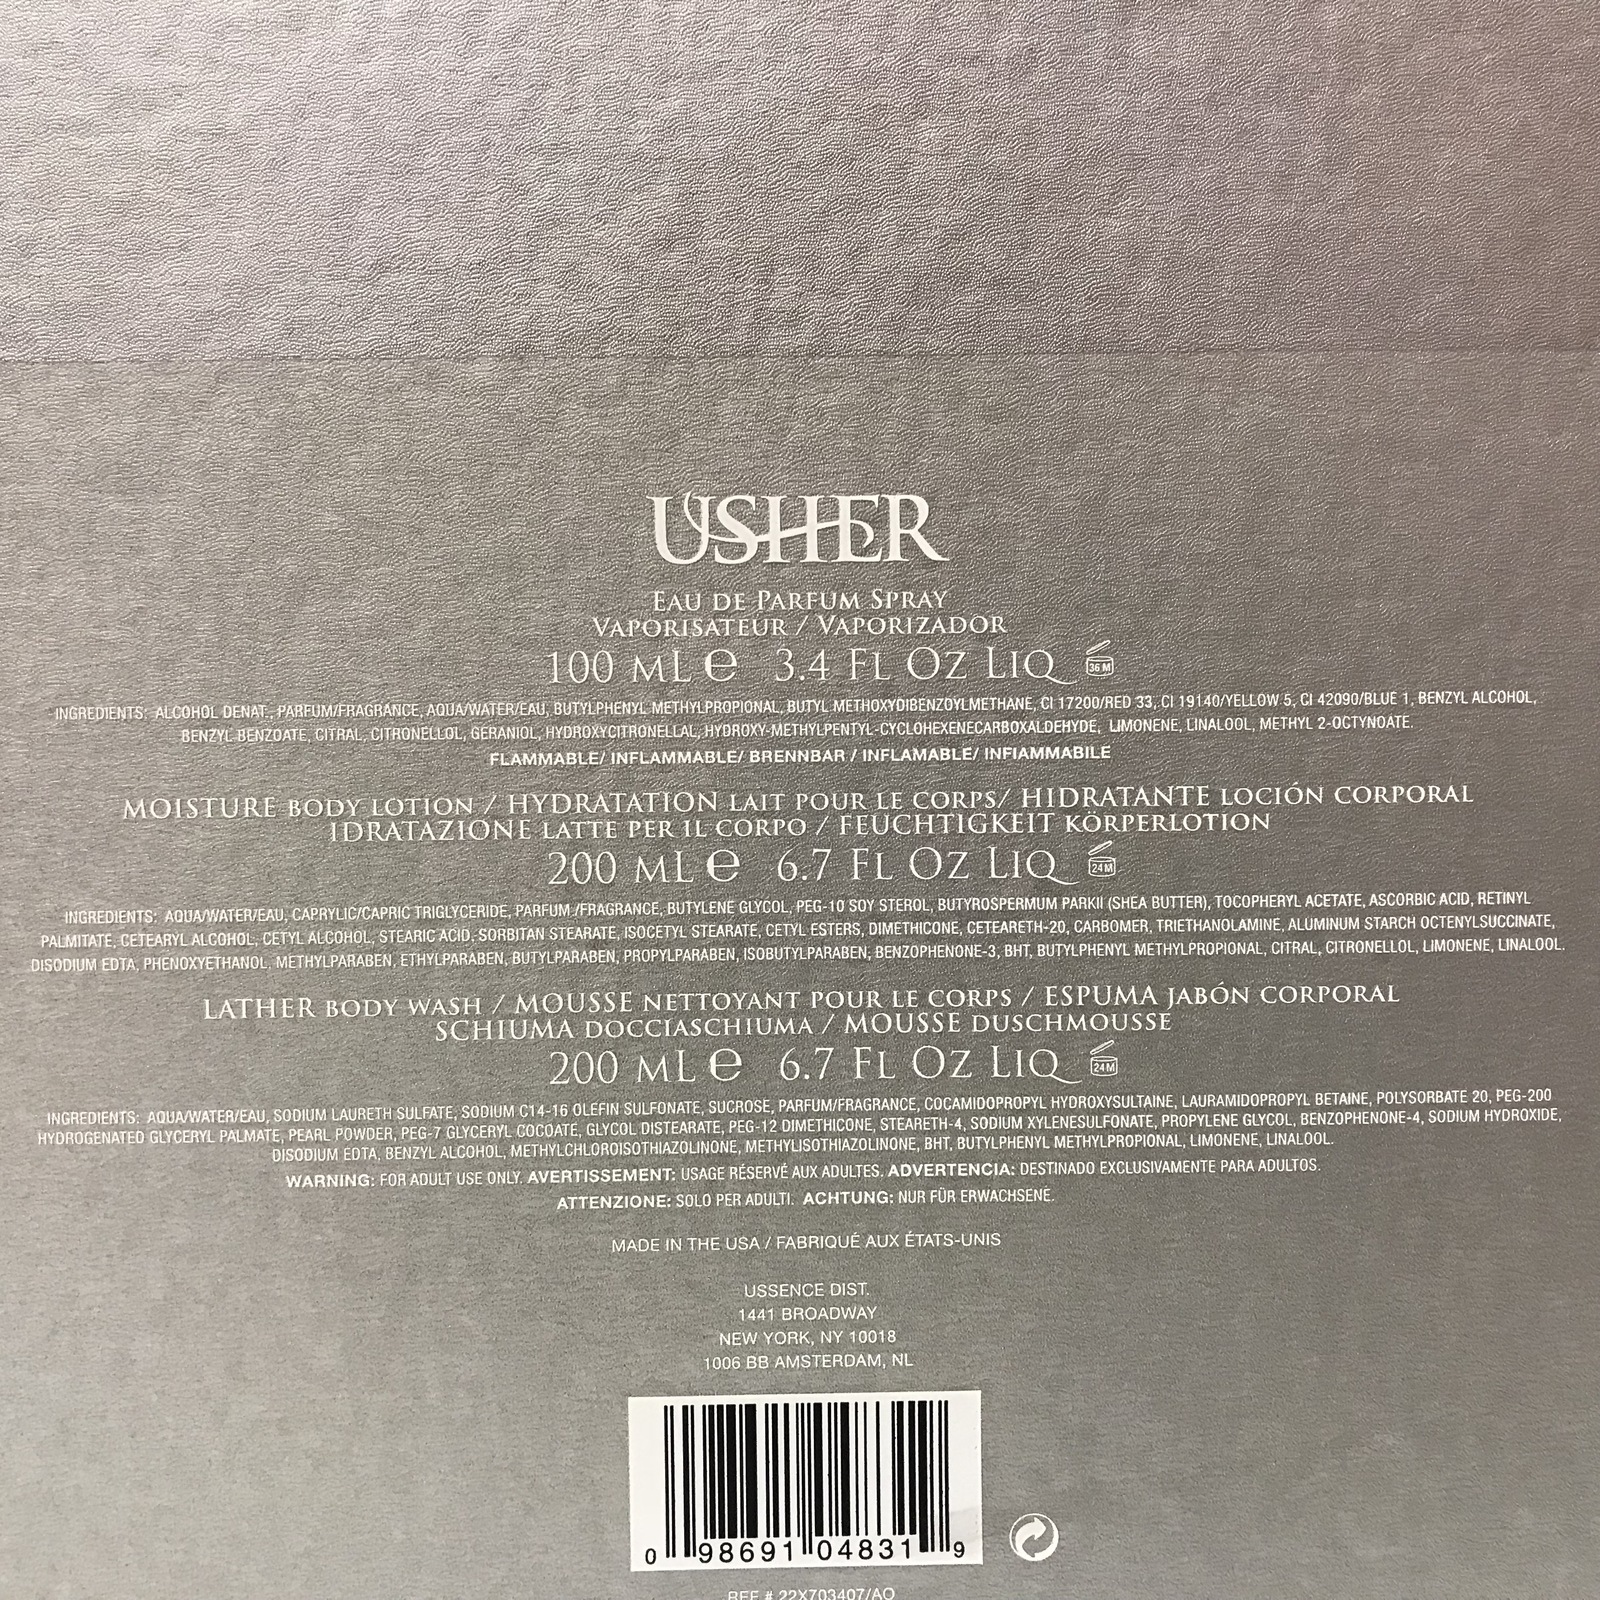 USHER
EAU DE PARFUM SPRAY
VAPORISATEUR / VAPORIZADOR
100 ML e 3.4 FL OZ LIQ 36 M
INGREDIENTS: ALCOHOL DENAT., PARFUM/FRAGRANCE, AQUA/WATER/EAU, BUTYLPHENYL METHYLPROPIONAL, BUTYL METHOXYDIBENZOYLMETHANE, CI 17200/RED 33, CI 19140/YELLOW 5, CI 42090/BLUE 1, BENZYL ALCOHOL,
BENZYL BENZOATE, CITRAL, CITRONELLOL, GERANIOL, HYDROXYCITRONELLAL, HYDROXY-METHYLPENTYL-CYCLOHEXENECARBOXALDEHYDE, LIMONENE, LINALOOL, METHYL 2-OCTYNOATE.
FLAMMABLE/ INFLAMMABLE/ BRENNBAR / INFLAMABLE/ INFIAMMABILE
MOISTURE BODY LOTION / HYDRATATION LAIT POUR LE CORPS/ HIDRATANTE LOCIÓN CORPORAL
IDRATAZIONE LATTE PER IL CORPO / FEUCHTIGKEIT KÖRPERLOTION
200 ML e 6.7 FL OZ LIQ 24 M
INGREDIENTS: AQUA/WATER/EAU, CAPRYLIC/CAPRIC TRIGLYCERIDE, PARFUM /FRAGRANCE, BUTYLENE GLYCOL, PEG-10 SOY STEROL, BUTYROSPERMUM PARKII (SHEA BUTTER), TOCOPHERYL ACETATE, ASCORBIC ACID, RETINYL
PALMITATE, CETEARYL ALCOHOL, CETYL ALCOHOL, STEARIC ACID, SORBITAN STEARATE, ISOCETYL STEARATE, CETYL ESTERS, DIMETHICONE, CETEARETH-20, CARBOMER, TRIETHANOLAMINE, ALUMINUM STARCH OCTENYLSUCCINATE,
DISODIUM EDTA, PHENOXYETHANOL, METHYLPARABEN, ETHYLPARABEN, BUTYLPARABEN, PROPYLPARABEN, ISOBUTYLPARABEN, BENZOPHENONE-3, BHT, BUTYLPHENYL METHYLPROPIONAL, CITRAL, CITRONELLOL, LIMONENE, LINALOOL.
LATHER BODY WASH / MOUSSE NETTOYANT POUR LE CORPS / ESPUMA JABÓN CORPORAL
SCHIUMA DOCCIASCHIUMA / MOUSSE DUSCHMOUSSE
200 ML e 6.7 FL OZ LIQ 24 M
INGREDIENTS: AQUA/WATER/EAU, SODIUM LAURETH SULFATE, SODIUM C14-16 OLEFIN SULFONATE, SUCROSE, PARFUM/FRAGRANCE, COCAMIDOPROPYL HYDROXYSULTAINE, LAURAMIDOPROPYL BETAINE, POLYSORBATE 20, PEG-200
HYDROGENATED GLYCERYL PALMATE, PEARL POWDER, PEG-7 GLYCERYL COCOATE, GLYCOL DISTEARATE, PEG-12 DIMETHICONE, STEARETH-4, SODIUM XYLENESULFONATE, PROPYLENE GLYCOL, BENZOPHENONE-4, SODIUM HYDROXIDE,
DISODIUM EDTA, BENZYL ALCOHOL, METHYLCHLOROISOTHIAZOLINONE, METHYLISOTHIAZOLINONE, BHT, BUTYLPHENYL METHYLPROPIONAL, LIMONENE, LINALOOL.
WARNING: FOR ADULT USE ONLY. AVERTISSEMENT: USAGE RÉSERVÉ AUX ADULTES. ADVERTENCIA: DESTINADO EXCLUSIVAMENTE PARA ADULTOS.
ATTENZIONE: SOLO PER ADULTI. ACHTUNG: NUR FÜR ERWACHSENE.
MADE IN THE USA / FABRIQUÉ AUX ÉTATS-UNIS
USSENCE DIST.
1441 BROADWAY
NEW YORK, NY 10018
1006 BB AMSTERDAM, NL
0 98691 04831 9
REF # 22X703407/AO